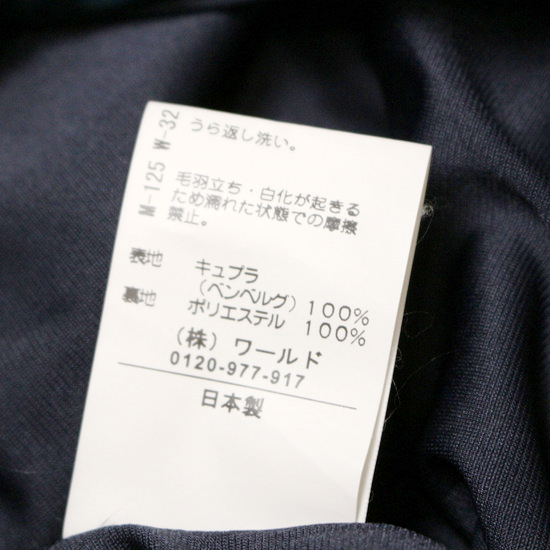 M-125 W-32
うら返し洗い。
毛羽立ち・白化が起きる
ため濡れた状態での摩擦
禁止。
表地 キュプラ
(ベンベルグ) 100%
裏地 ポリエステル 100%
(株) ワールド
0120-977-917
日本製